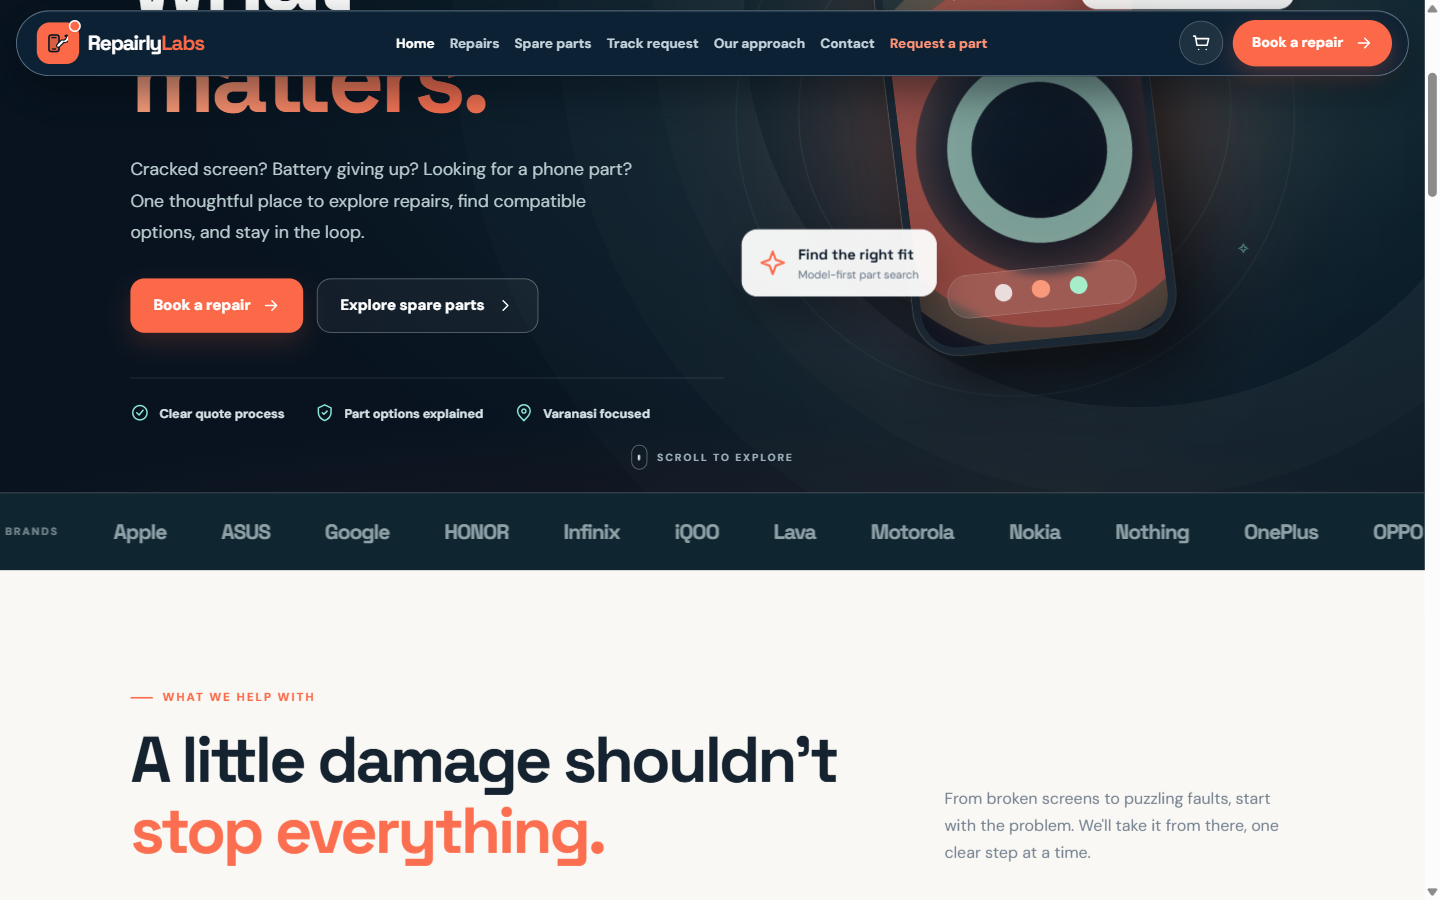 RepairlyLabs
Home Repairs Spare parts Track request Our approach Contact Request a part
Book a repair
matters.
Cracked screen? Battery giving up? Looking for a phone part?
One thoughtful place to explore repairs, find compatible
options, and stay in the loop.
Find the right fit
Model-first part search
Book a repair
Explore spare parts
Clear quote process
Part options explained
Varanasi focused
SCROLL TO EXPLORE
BRANDS Apple ASUS Google HONOR Infinix iQOO Lava Motorola Nokia Nothing OnePlus OPPO
WHAT WE HELP WITH
A little damage shouldn’t
stop everything.
From broken screens to puzzling faults, start
with the problem. We'll take it from there, one
clear step at a time.